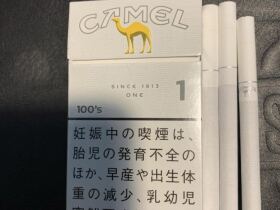 CAMEL
SINCE 1913
ONE
1
100's
妊娠中の喫煙は、
胎児の発育不全の
ほか、早産や出生体
重の減少、乳幼児